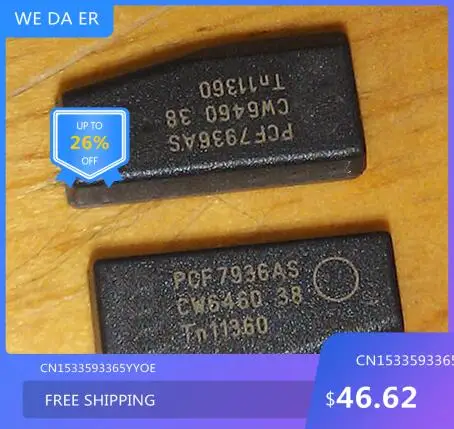 WE DA ER
PCF7936AS
CW6460 38
Tn11360
UP TO
26%
OFF
PCF7936AS
CW6460 38
Tn11360
CN1533593365YYOE
CN1533593365
FREE SHIPPING
$46.62